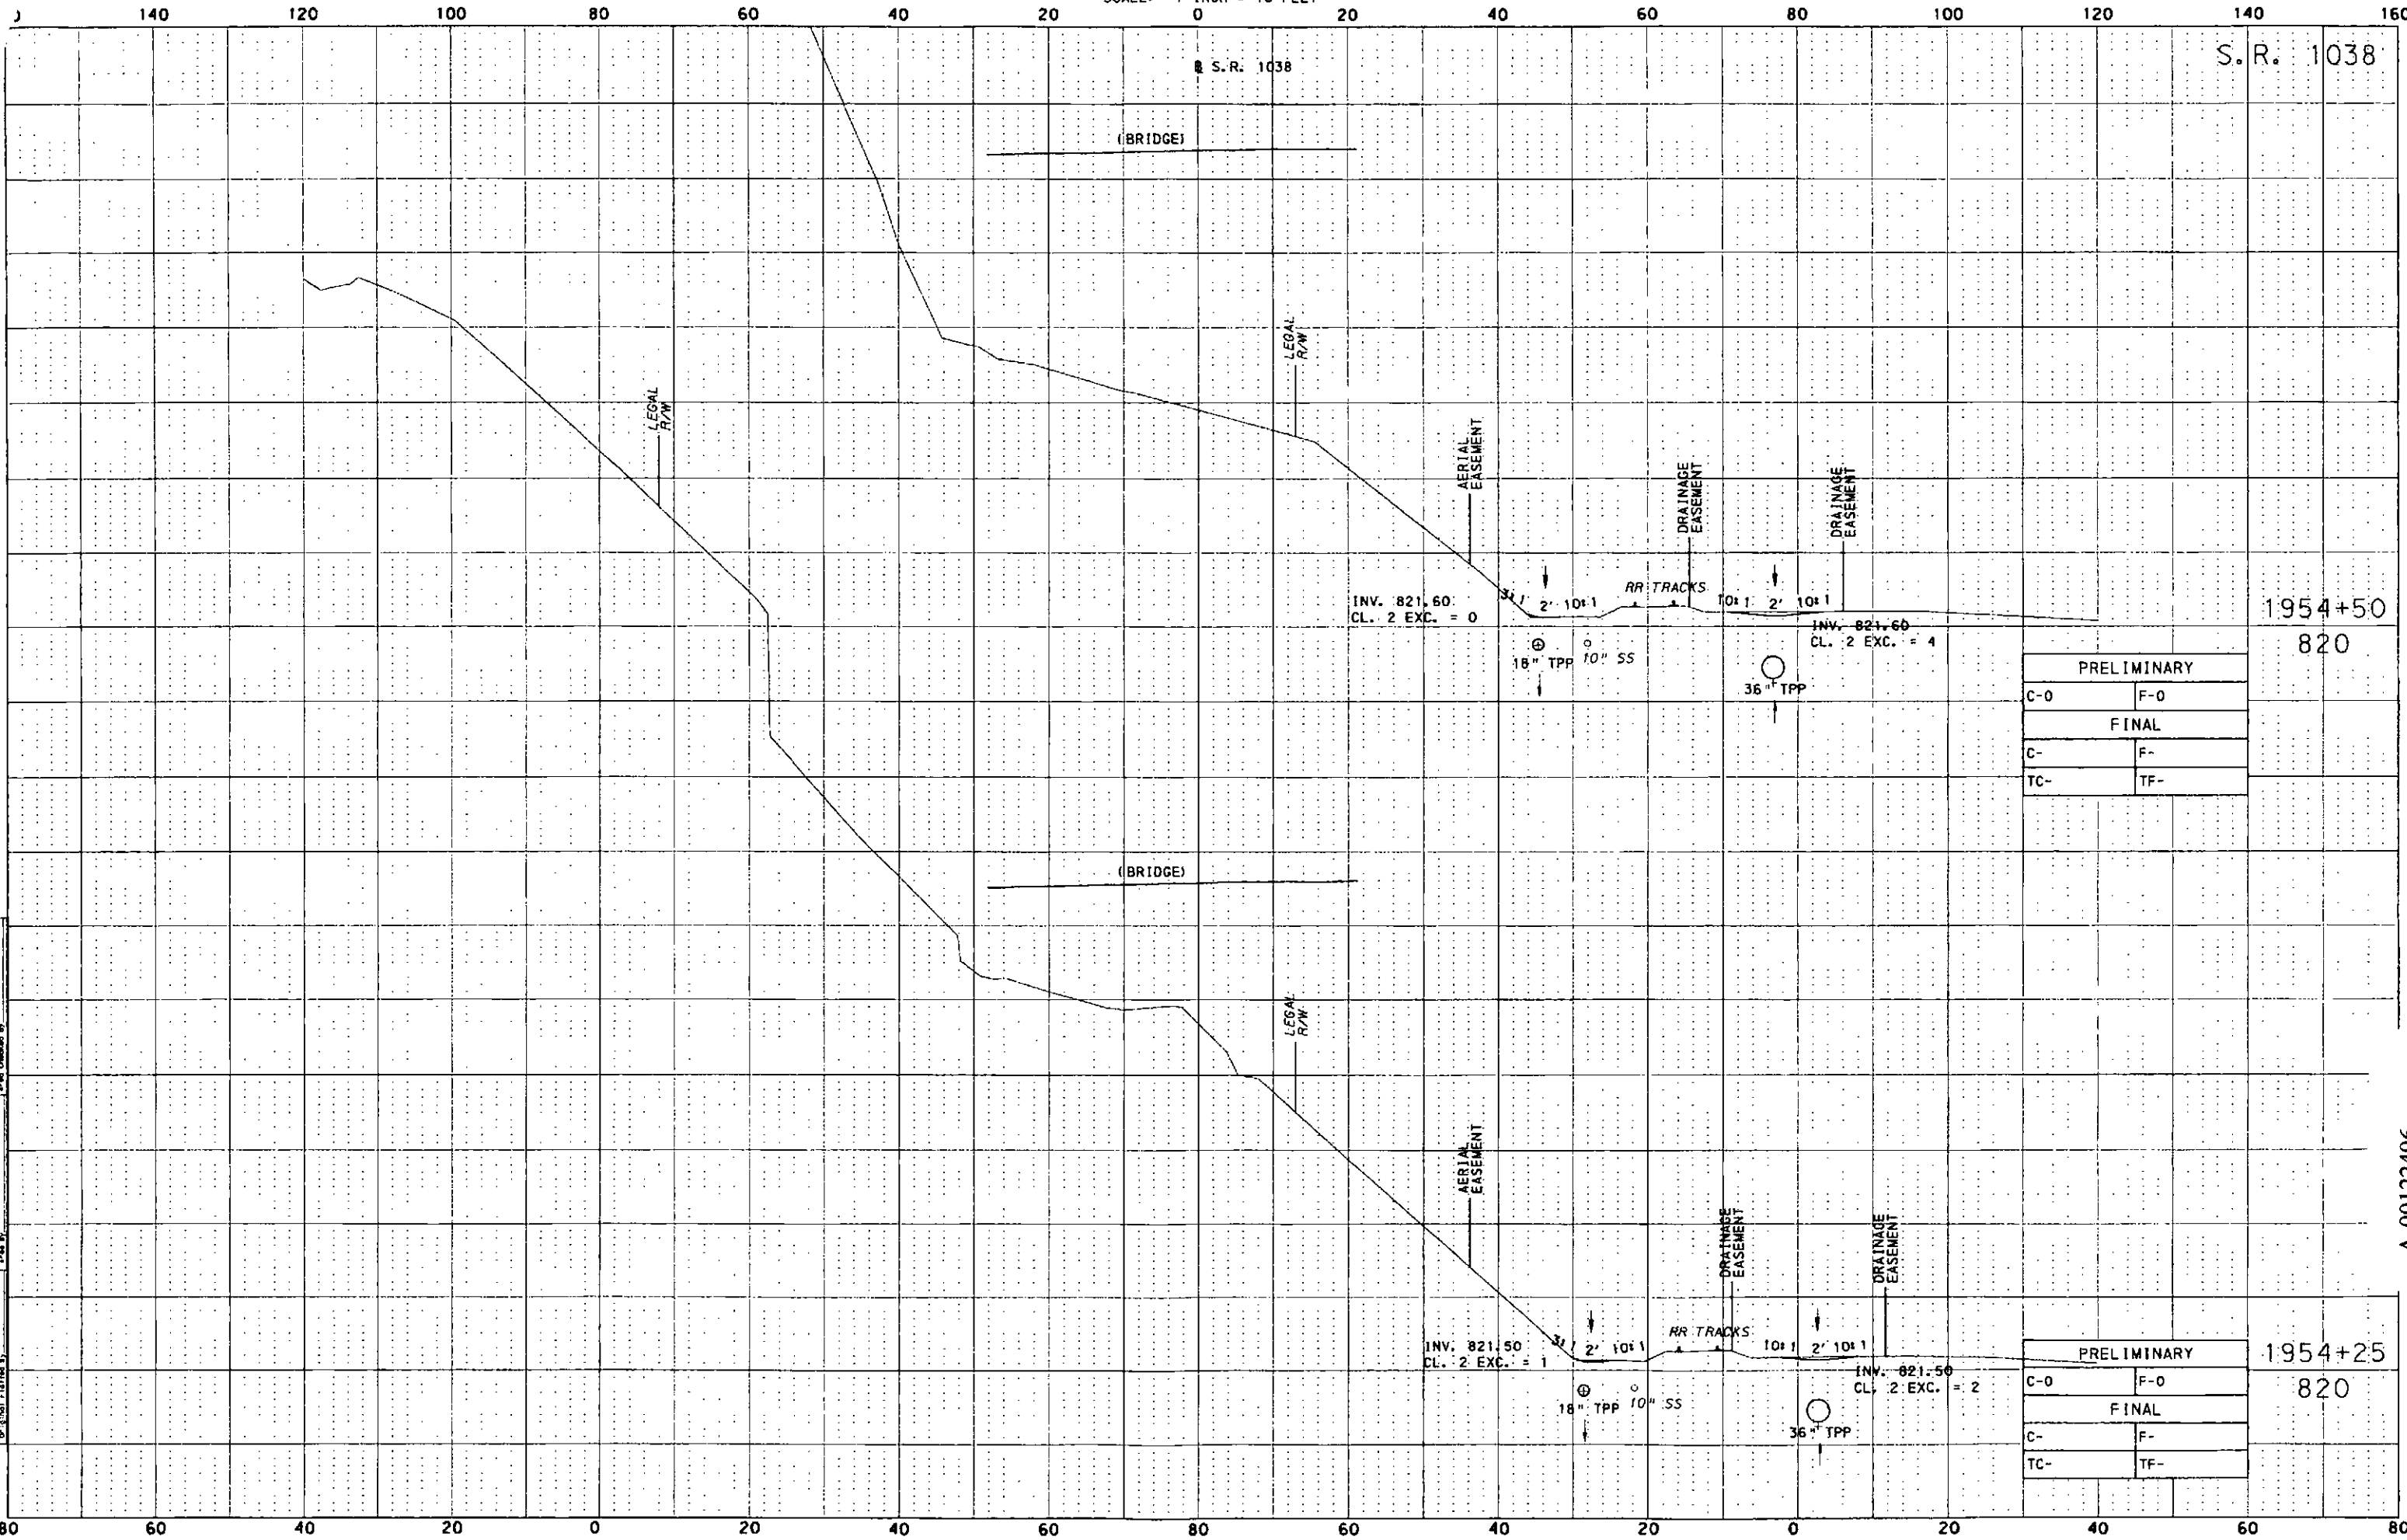 140 120 100 80 60 40 20 0 20 40 60 80 100 120 140 160
S.R. 1038
S.R. 1038
(BRIDGE)
LEGAL
R/W
LEGAL
R/W
AERIAL
EASEMENT
DRAINAGE
EASEMENT
DRAINAGE
EASEMENT
INV. 821.60
CL. 2 EXC. = 0
3:1 2' 10:1
RR TRACKS
10:1 2' 10:1
INV. 821.60
CL. 2 EXC. = 4
18" TPP
10" SS
36" TPP
1954+50
820
PRELIMINARY
C-0 F-0
FINAL
C- F-
TC- TF-
(BRIDGE)
LEGAL
R/W
AERIAL
EASEMENT
DRAINAGE
EASEMENT
DRAINAGE
EASEMENT
INV. 821.50
CL. 2 EXC. = 1
3:1 2' 10:1
RR TRACKS
10:1 2' 10:1
INV. 821.50
CL. 2 EXC. = 2
18" TPP
10" SS
36" TPP
1954+25
820
PRELIMINARY
C-0 F-0
FINAL
C- F-
TC- TF-
80 60 40 20 0 20 40 60 80 60 40 20 0 20 40 60 80